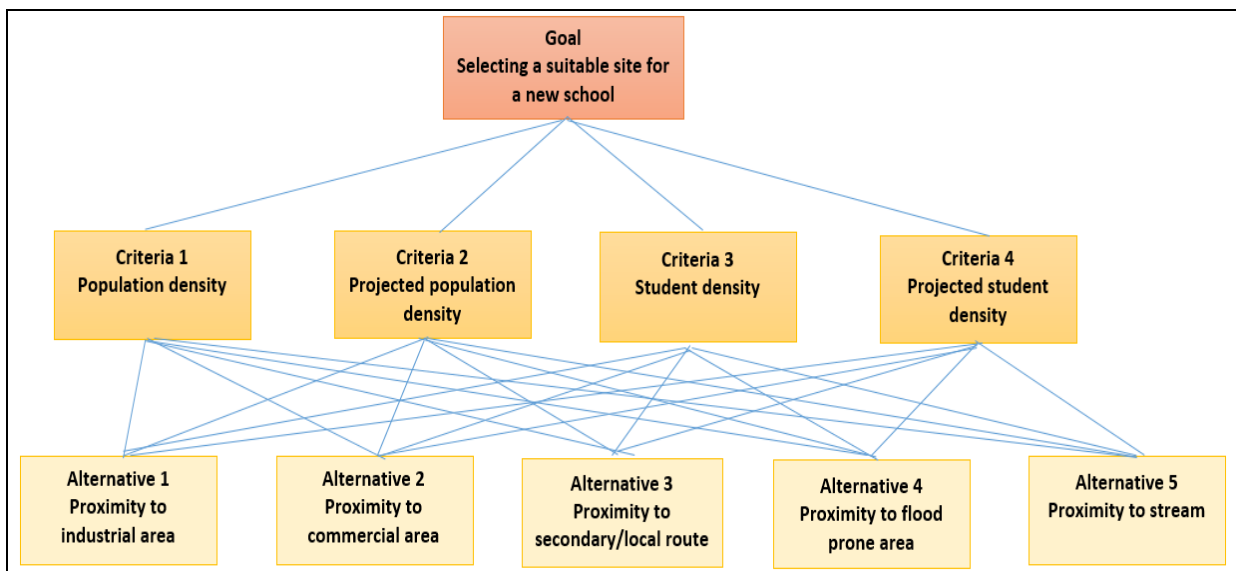 Goal
Selecting a suitable site for
a new school
Criteria 1
Population density
Criteria 2
Projected population
density
Criteria 3
Student density
Criteria 4
Projected student
density
Alternative 1
Proximity to
industrial area
Alternative 2
Proximity to
commercial area
Alternative 3
Proximity to
secondary/local route
Alternative 4
Proximity to flood
prone area
Alternative 5
Proximity to stream